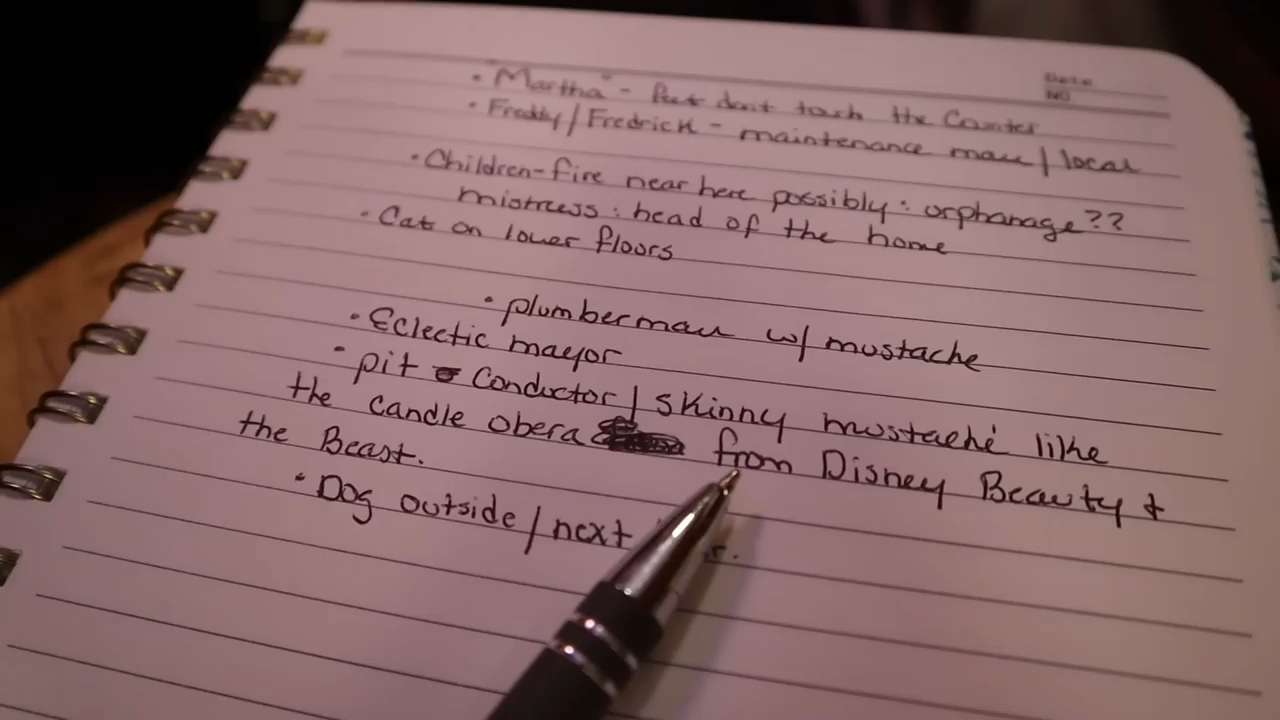 Date
No
• "Martha" - Feet don't touch the Counter
• Freddy/Fredrick - maintenance man/local
• Children-fire near here possibly: orphanage??
mistress: head of the home
• Cat on lower floors
• plumberman w/ mustache
• Eclectic mayor
• pit Conductor/skinny mustaché like
the candle obera from Disney Beauty &
the Beast.
• Dog outside/next